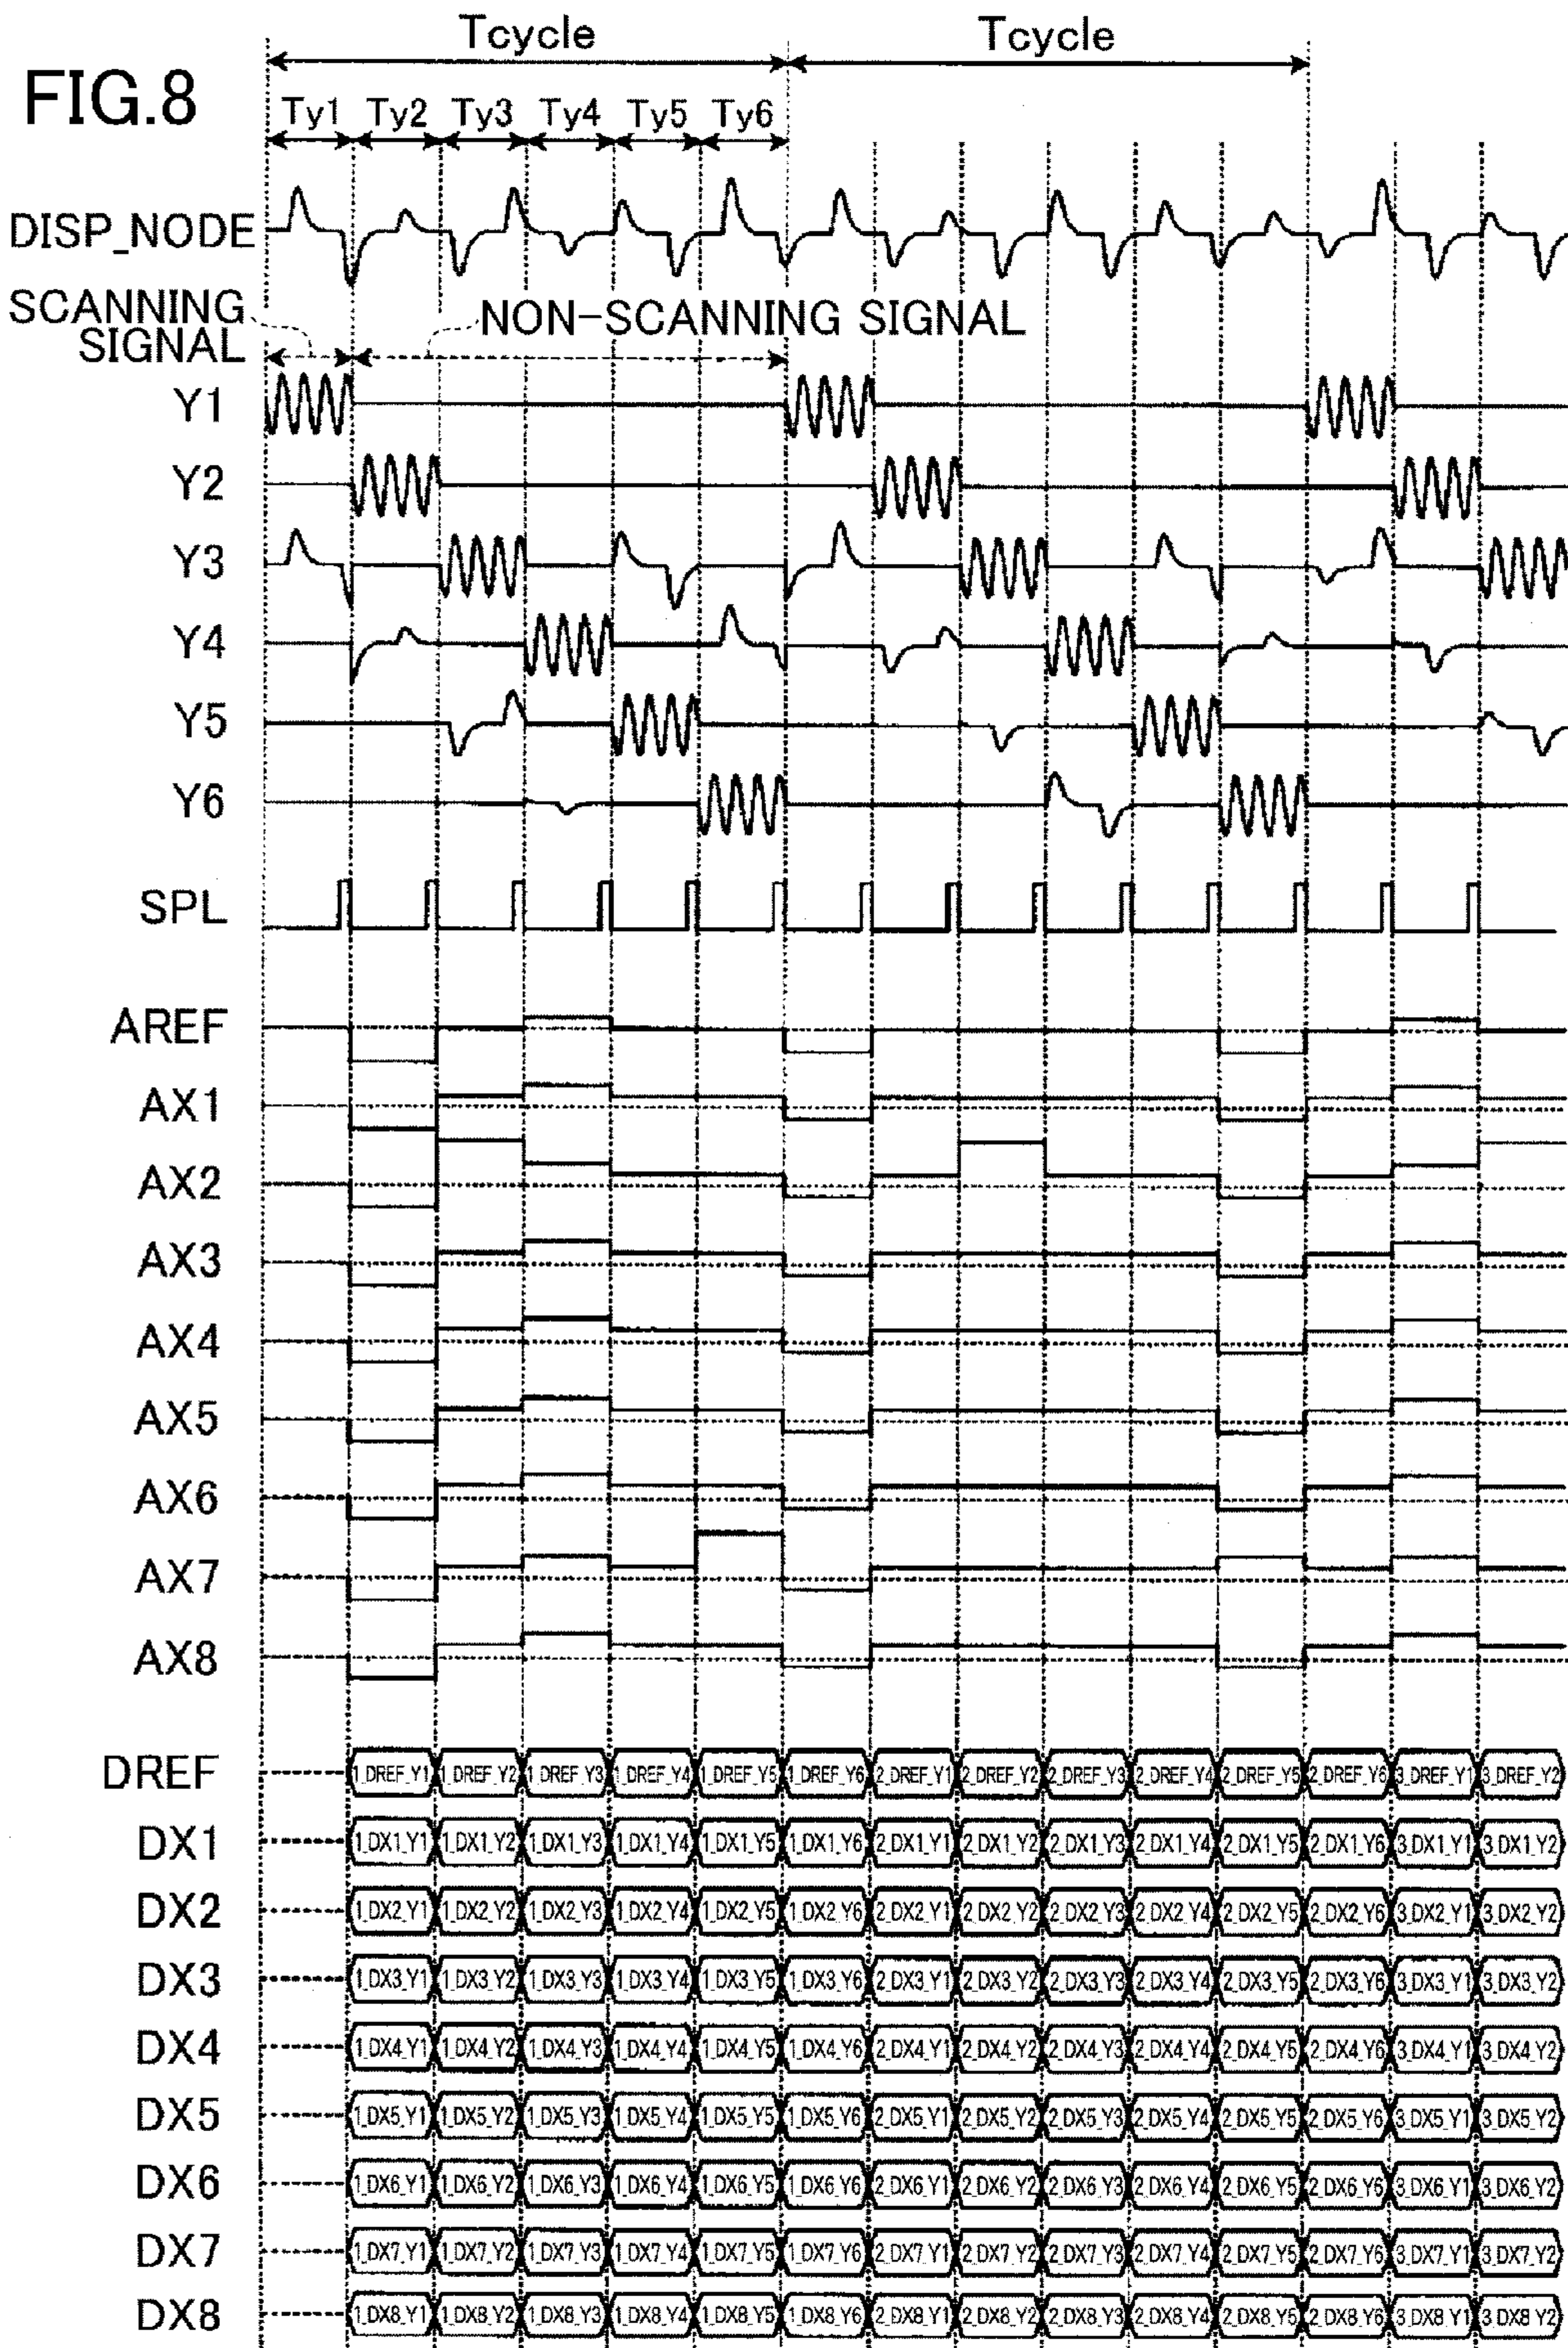 FIG.8
Tcycle Tcycle
Ty1 Ty2 Ty3 Ty4 Ty5 Ty6
DISP_NODE
SCANNING SIGNAL
NON-SCANNING SIGNAL
Y1
Y2
Y3
Y4
Y5
Y6
SPL
AREF
AX1
AX2
AX3
AX4
AX5
AX6
AX7
AX8
DREF 1_DREF_Y1 1_DREF_Y2 1_DREF_Y3 1_DREF_Y4 1_DREF_Y5 1_DREF_Y6 2_DREF_Y1 2_DREF_Y2 2_DREF_Y3 2_DREF_Y4 2_DREF_Y5 2_DREF_Y6 3_DREF_Y1 3_DREF_Y2
DX1 1_DX1_Y1 1_DX1_Y2 1_DX1_Y3 1_DX1_Y4 1_DX1_Y5 1_DX1_Y6 2_DX1_Y1 2_DX1_Y2 2_DX1_Y3 2_DX1_Y4 2_DX1_Y5 2_DX1_Y6 3_DX1_Y1 3_DX1_Y2
DX2 1_DX2_Y1 1_DX2_Y2 1_DX2_Y3 1_DX2_Y4 1_DX2_Y5 1_DX2_Y6 2_DX2_Y1 2_DX2_Y2 2_DX2_Y3 2_DX2_Y4 2_DX2_Y5 2_DX2_Y6 3_DX2_Y1 3_DX2_Y2
DX3 1_DX3_Y1 1_DX3_Y2 1_DX3_Y3 1_DX3_Y4 1_DX3_Y5 1_DX3_Y6 2_DX3_Y1 2_DX3_Y2 2_DX3_Y3 2_DX3_Y4 2_DX3_Y5 2_DX3_Y6 3_DX3_Y1 3_DX3_Y2
DX4 1_DX4_Y1 1_DX4_Y2 1_DX4_Y3 1_DX4_Y4 1_DX4_Y5 1_DX4_Y6 2_DX4_Y1 2_DX4_Y2 2_DX4_Y3 2_DX4_Y4 2_DX4_Y5 2_DX4_Y6 3_DX4_Y1 3_DX4_Y2
DX5 1_DX5_Y1 1_DX5_Y2 1_DX5_Y3 1_DX5_Y4 1_DX5_Y5 1_DX5_Y6 2_DX5_Y1 2_DX5_Y2 2_DX5_Y3 2_DX5_Y4 2_DX5_Y5 2_DX5_Y6 3_DX5_Y1 3_DX5_Y2
DX6 1_DX6_Y1 1_DX6_Y2 1_DX6_Y3 1_DX6_Y4 1_DX6_Y5 1_DX6_Y6 2_DX6_Y1 2_DX6_Y2 2_DX6_Y3 2_DX6_Y4 2_DX6_Y5 2_DX6_Y6 3_DX6_Y1 3_DX6_Y2
DX7 1_DX7_Y1 1_DX7_Y2 1_DX7_Y3 1_DX7_Y4 1_DX7_Y5 1_DX7_Y6 2_DX7_Y1 2_DX7_Y2 2_DX7_Y3 2_DX7_Y4 2_DX7_Y5 2_DX7_Y6 3_DX7_Y1 3_DX7_Y2
DX8 1_DX8_Y1 1_DX8_Y2 1_DX8_Y3 1_DX8_Y4 1_DX8_Y5 1_DX8_Y6 2_DX8_Y1 2_DX8_Y2 2_DX8_Y3 2_DX8_Y4 2_DX8_Y5 2_DX8_Y6 3_DX8_Y1 3_DX8_Y2